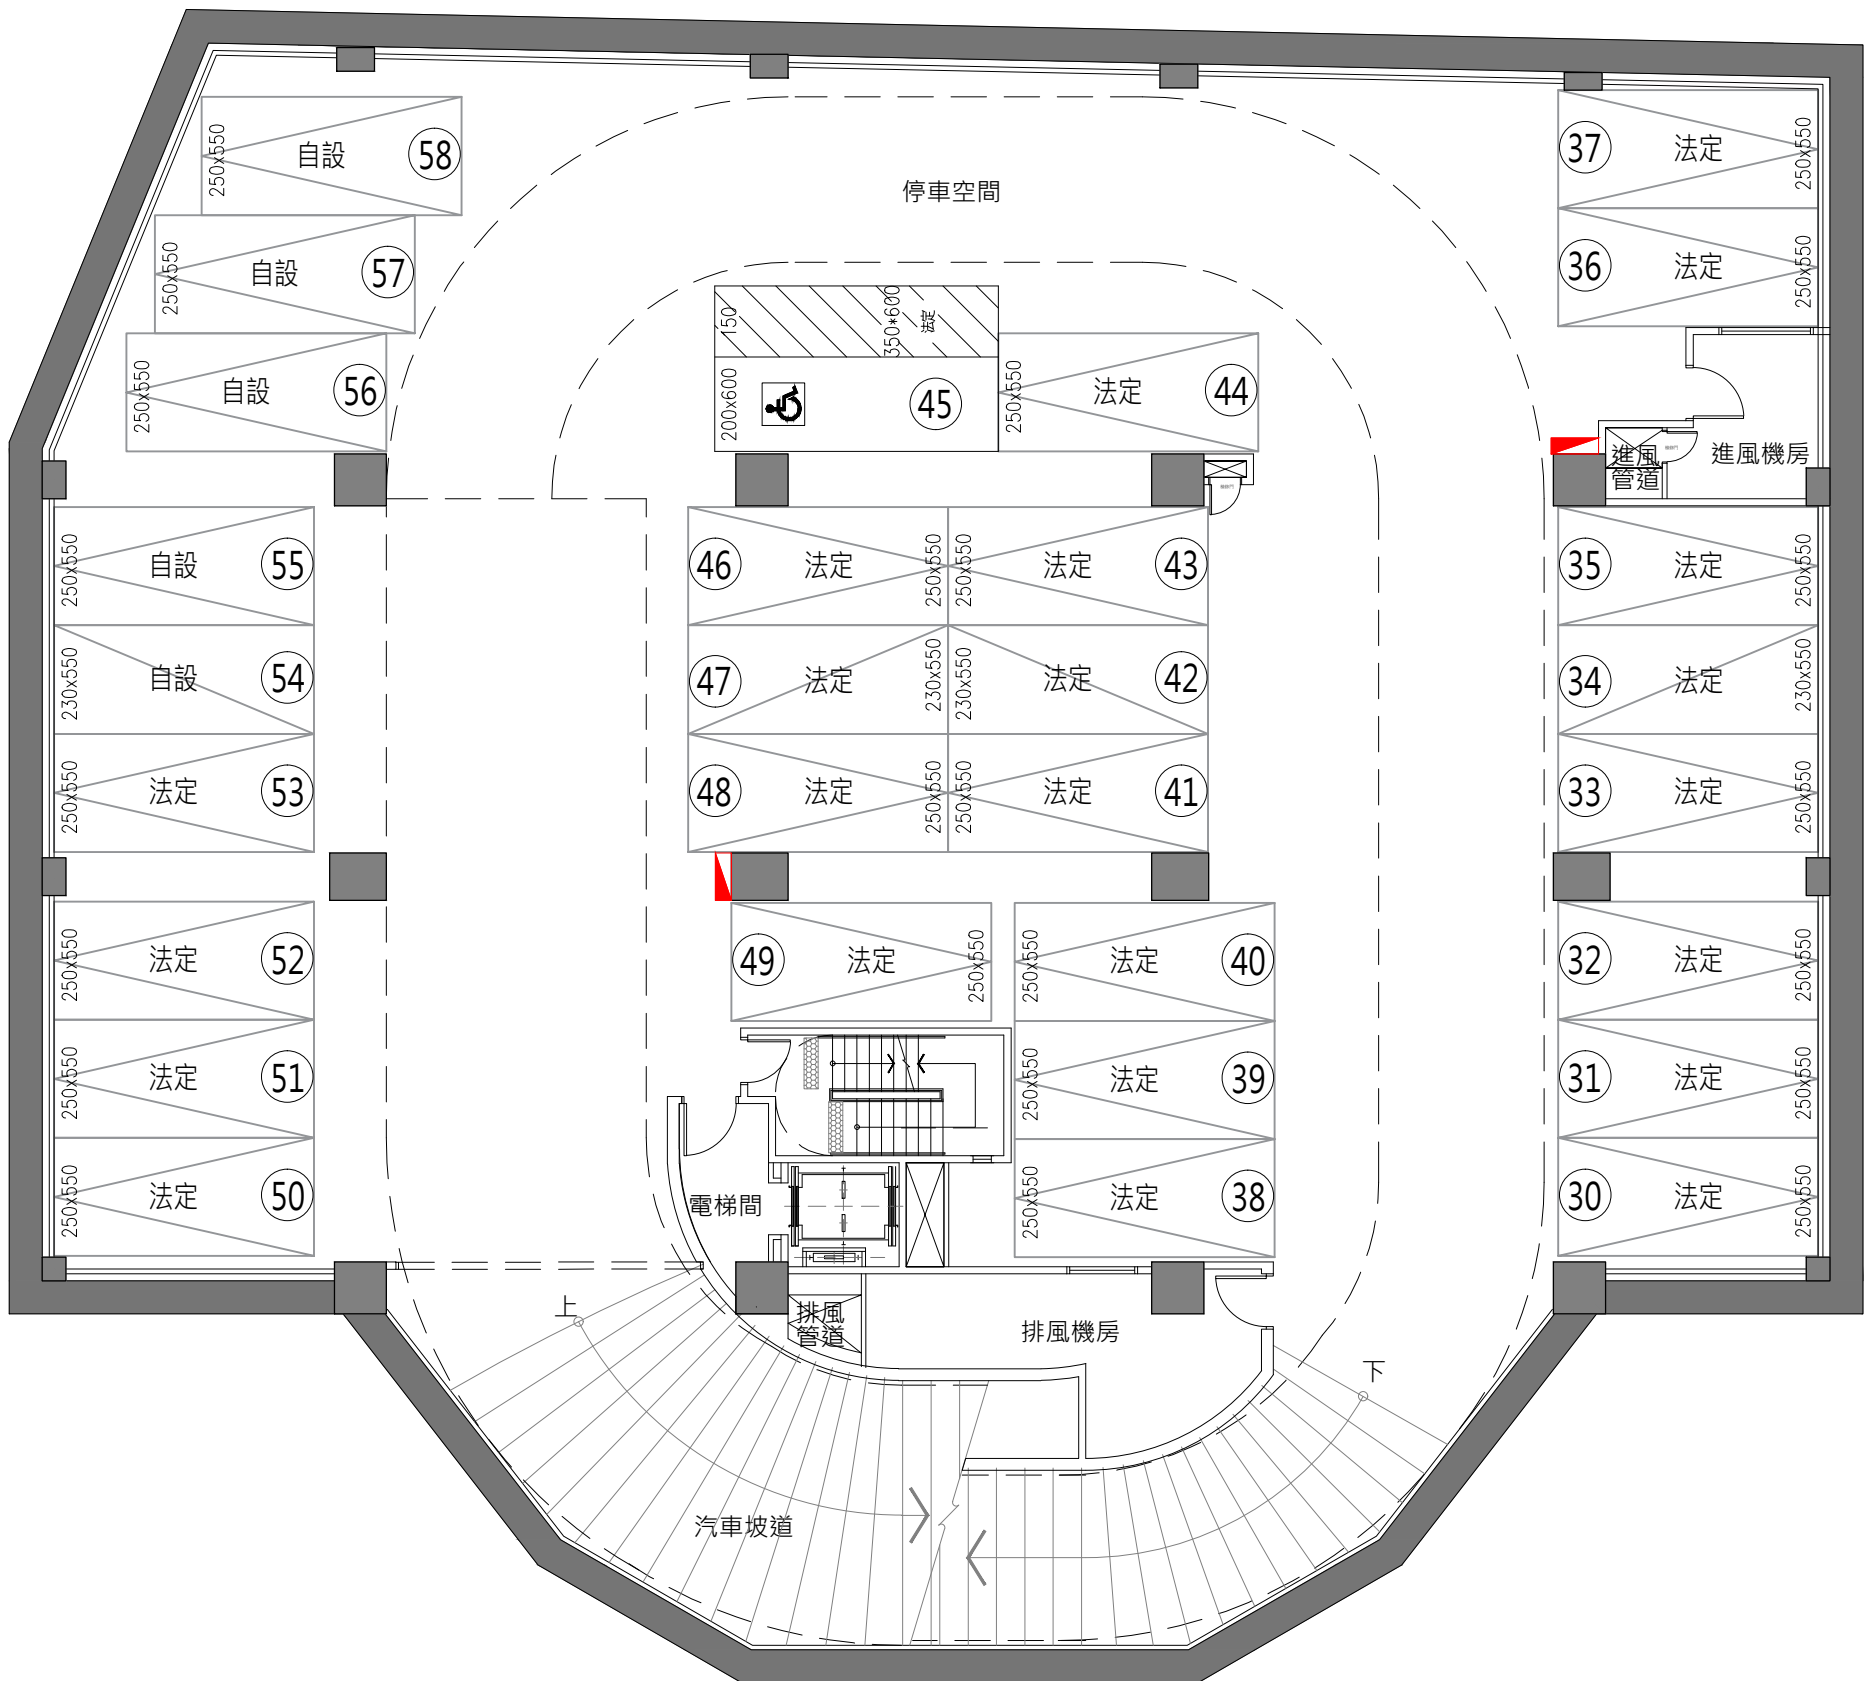 250x550
自設
58
250x550
自設
57
250x550
自設
56
停車空間
37
法定
250x550
36
法定
250x550
150
350*600
200x600
45
250x550
法定
44
進風
管道
進風機房
250x550
自設
55
230x550
自設
54
250x550
法定
53
46
法定
250x550
250x550
法定
43
47
法定
230x550
230x550
法定
42
48
法定
250x550
250x550
法定
41
35
法定
250x550
34
法定
230x550
33
法定
250x550
250x550
法定
52
250x550
法定
51
250x550
法定
50
49
法定
250x550
250x550
法定
40
250x550
法定
39
250x550
法定
38
32
法定
250x550
31
法定
250x550
30
法定
250x550
電梯間
上
排風
管道
排風機房
下
汽車坡道